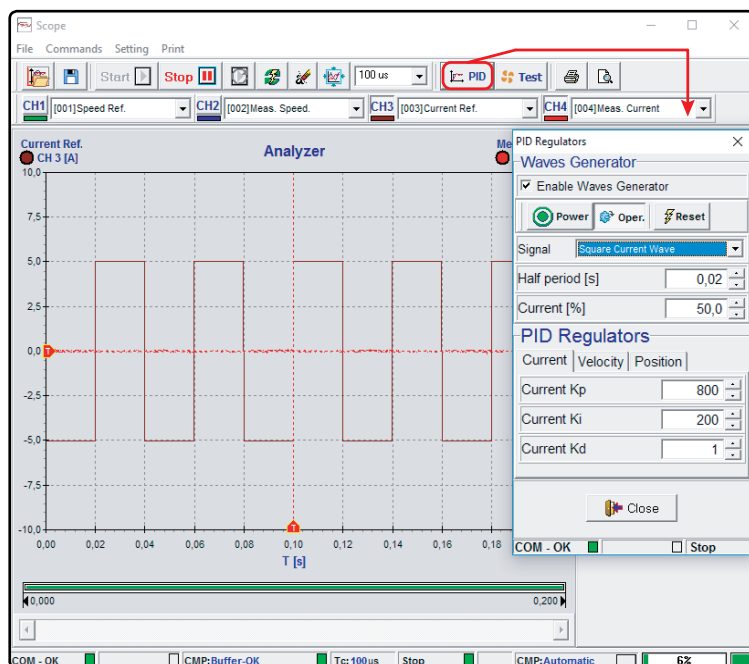 Scope
File Commands Setting Print
Start Stop 100 us PID Test
CH1 [001]Speed Ref. CH2 [002]Meas. Speed. CH3 [003]Current Ref. CH4 [004]Meas. Current
Current Ref.
CH 3 [A]
Analyzer
Me
10,0
7,5
5,0
2,5
0,0
-2,5
-5,0
-7,5
-10,0
T
T
0,00 0,02 0,04 0,06 0,08 0,10 0,12 0,14 0,16 0,18
T [s]
0,000 0,200
COM - OK CMP:Buffer-OK Tc:100us Stop CMP:Automatic 6%
PID Regulators
Waves Generator
Enable Waves Generator
Power Oper. Reset
Signal Square Current Wave
Half period [s] 0,02
Current [%] 50,0
PID Regulators
Current Velocity Position
Current Kp 800
Current Ki 200
Current Kd 1
Close
COM - OK Stop